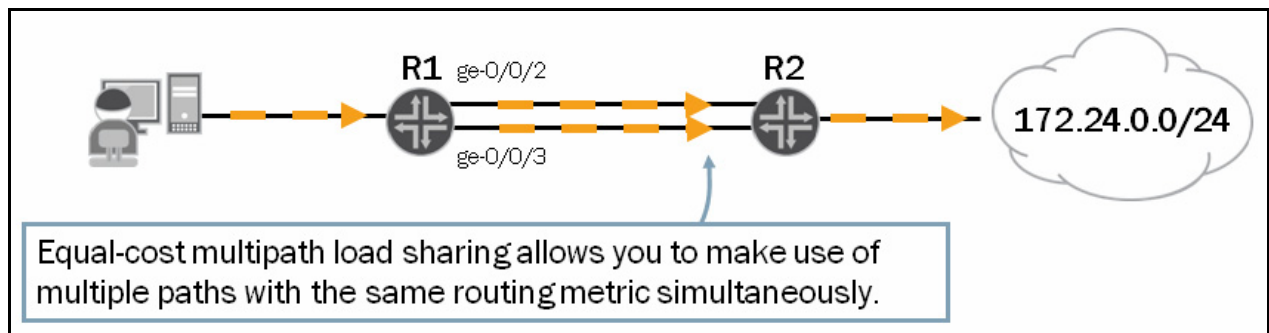 R1
ge-0/0/2
R2
172.24.0.0/24
ge-0/0/3
Equal-cost multipath load sharing allows you to make use of
multiple paths with the same routing metric simultaneously.